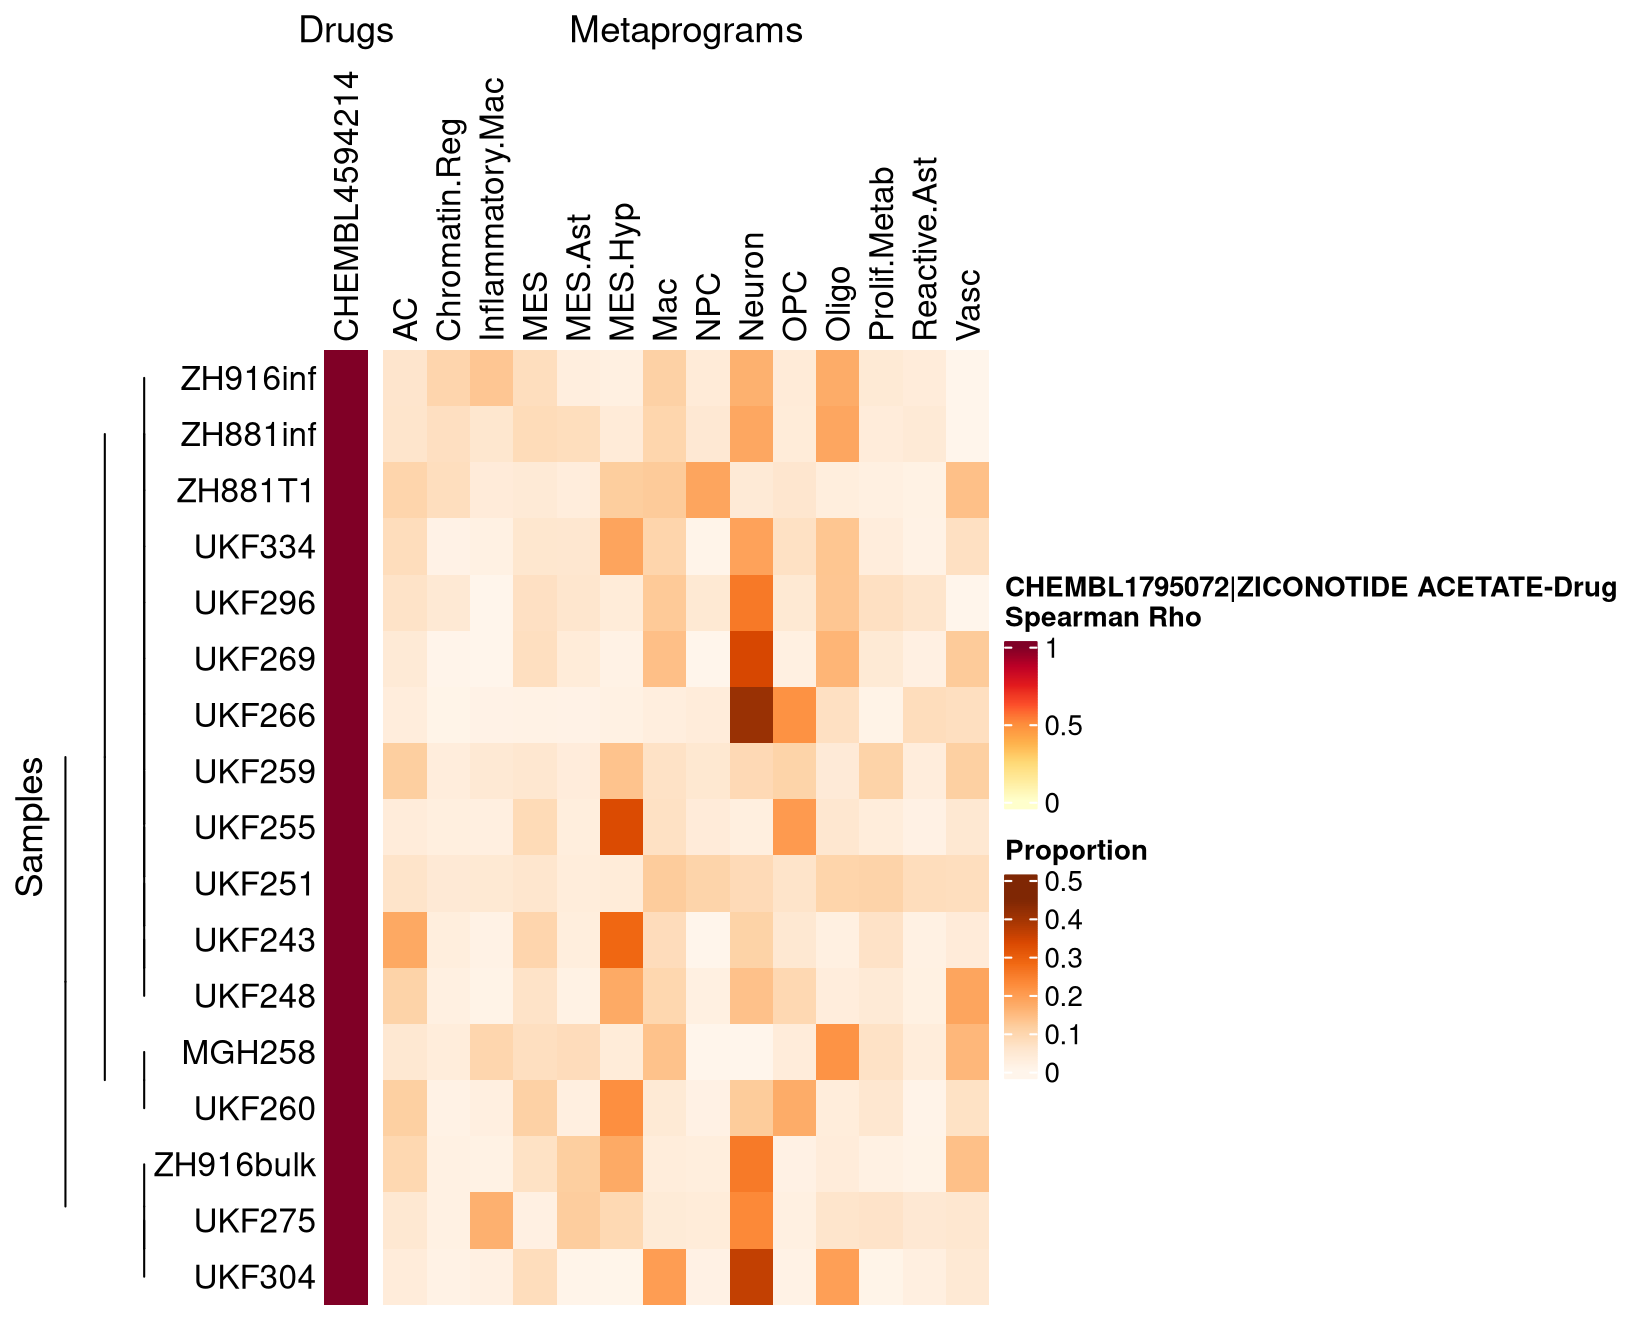 Drugs
Metaprograms
CHEMBL4594214
AC
Chromatin.Reg
Inflammatory.Mac
MES
MES.Ast
MES.Hyp
Mac
NPC
Neuron
OPC
Oligo
Prolif.Metab
Reactive.Ast
Vasc
Samples
ZH916inf
ZH881inf
ZH881T1
UKF334
UKF296
UKF269
UKF266
UKF259
UKF255
UKF251
UKF243
UKF248
MGH258
UKF260
ZH916bulk
UKF275
UKF304
CHEMBL1795072|ZICONOTIDE ACETATE-Drug
Spearman Rho
1
0.5
0
Proportion
0.5
0.4
0.3
0.2
0.1
0